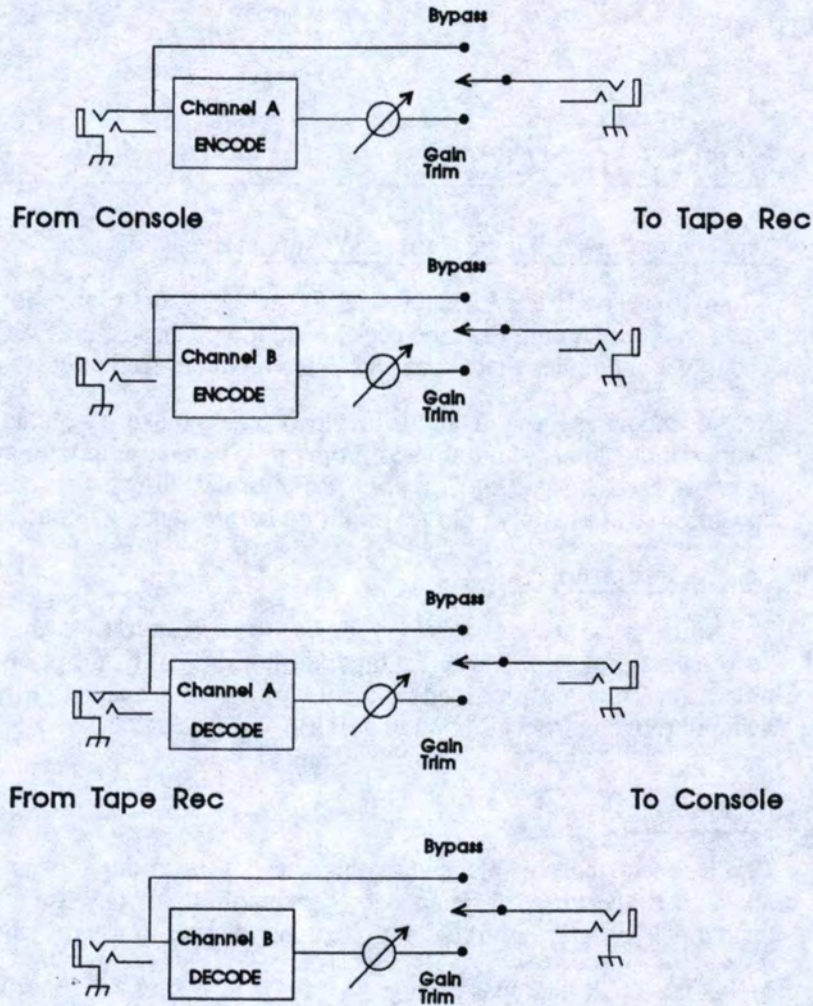 Bypass
Channel A
ENCODE
Gain
Trim
From Console
To Tape Rec
Bypass
Channel B
ENCODE
Gain
Trim
Bypass
Channel A
DECODE
Gain
Trim
From Tape Rec
To Console
Bypass
Channel B
DECODE
Gain
Trim